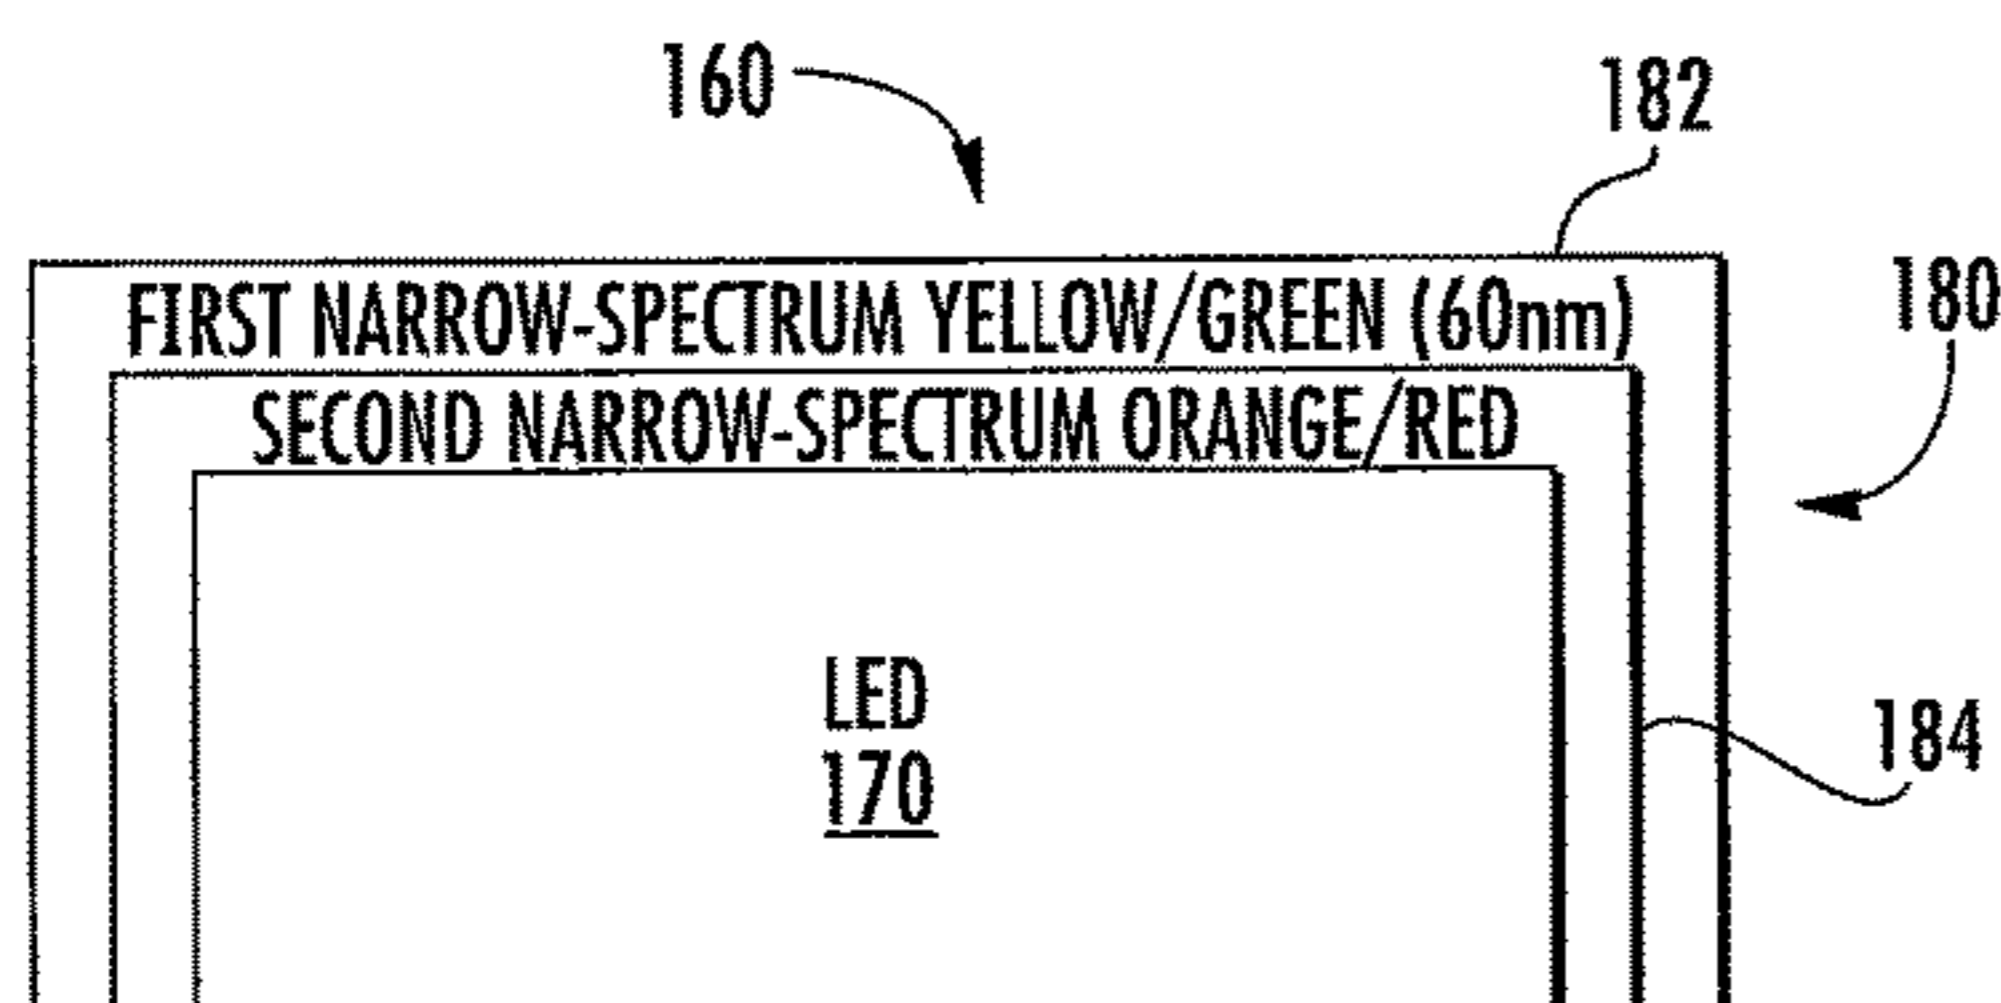 160
182
180
FIRST NARROW-SPECTRUM YELLOW/GREEN (60nm)
SECOND NARROW-SPECTRUM ORANGE/RED
LED
170
184